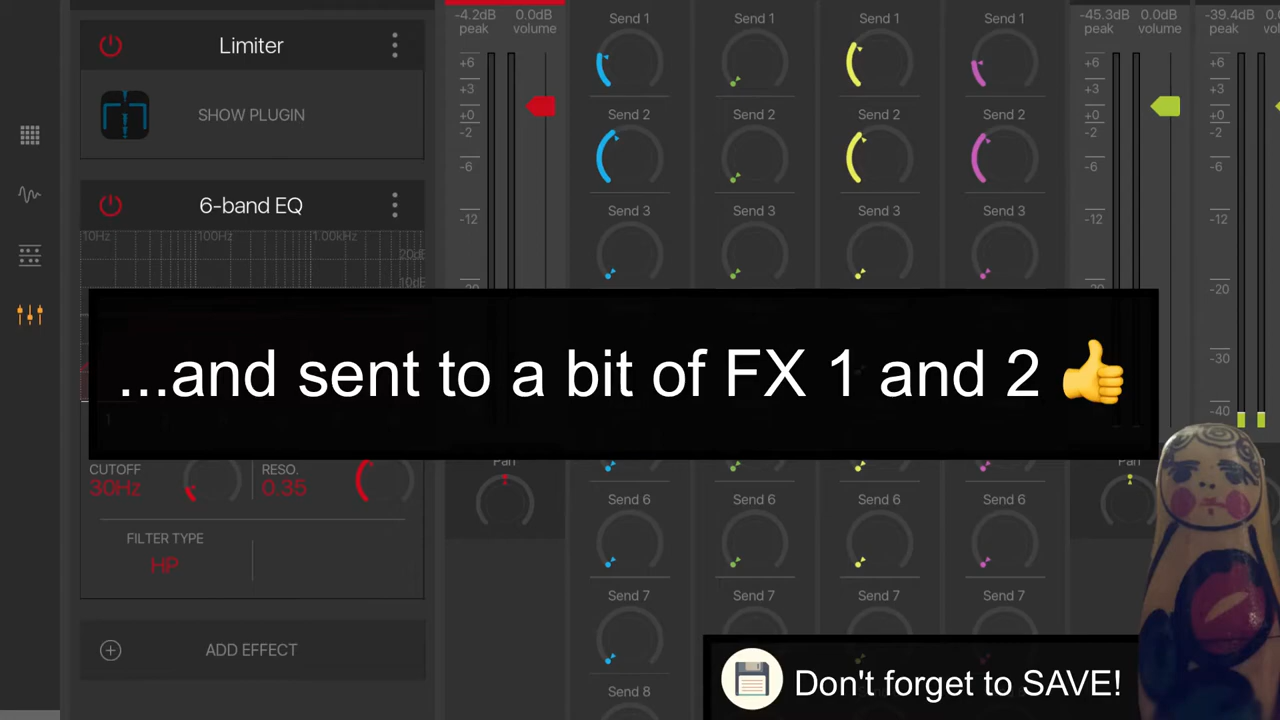 Limiter
SHOW PLUGIN
6-band EQ
10Hz 100Hz 1.00kHz
20dB
10dB
1
CUTOFF
30Hz
RESO.
0.35
FILTER TYPE
HP
ADD EFFECT
-4.2dB 0.0dB
peak volume
+6
+3
+0
-2
-6
-12
-20
Pan
Send 1 Send 1 Send 1 Send 1
Send 2 Send 2 Send 2 Send 2
Send 3 Send 3 Send 3 Send 3
Send 6 Send 6 Send 6 Send 6
Send 7 Send 7 Send 7 Send 7
Send 8
-45.3dB 0.0dB
peak volume
+6
+3
+0
-2
-6
-12
-20
Pan
-39.4dB
peak
+6
+3
+0
-2
-6
-12
-20
-30
-40
...and sent to a bit of FX 1 and 2 👍
Don't forget to SAVE!